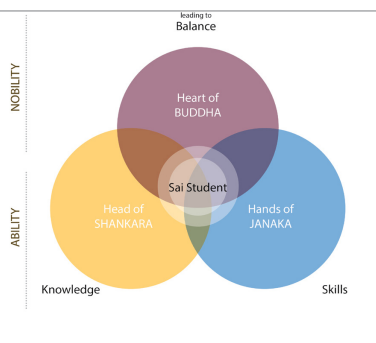 leading to
Balance
NOBILITY
Heart of
BUDDHA
Sai Student
ABILITY
Head of
SHANKARA
Hands of
JANAKA
Knowledge
Skills